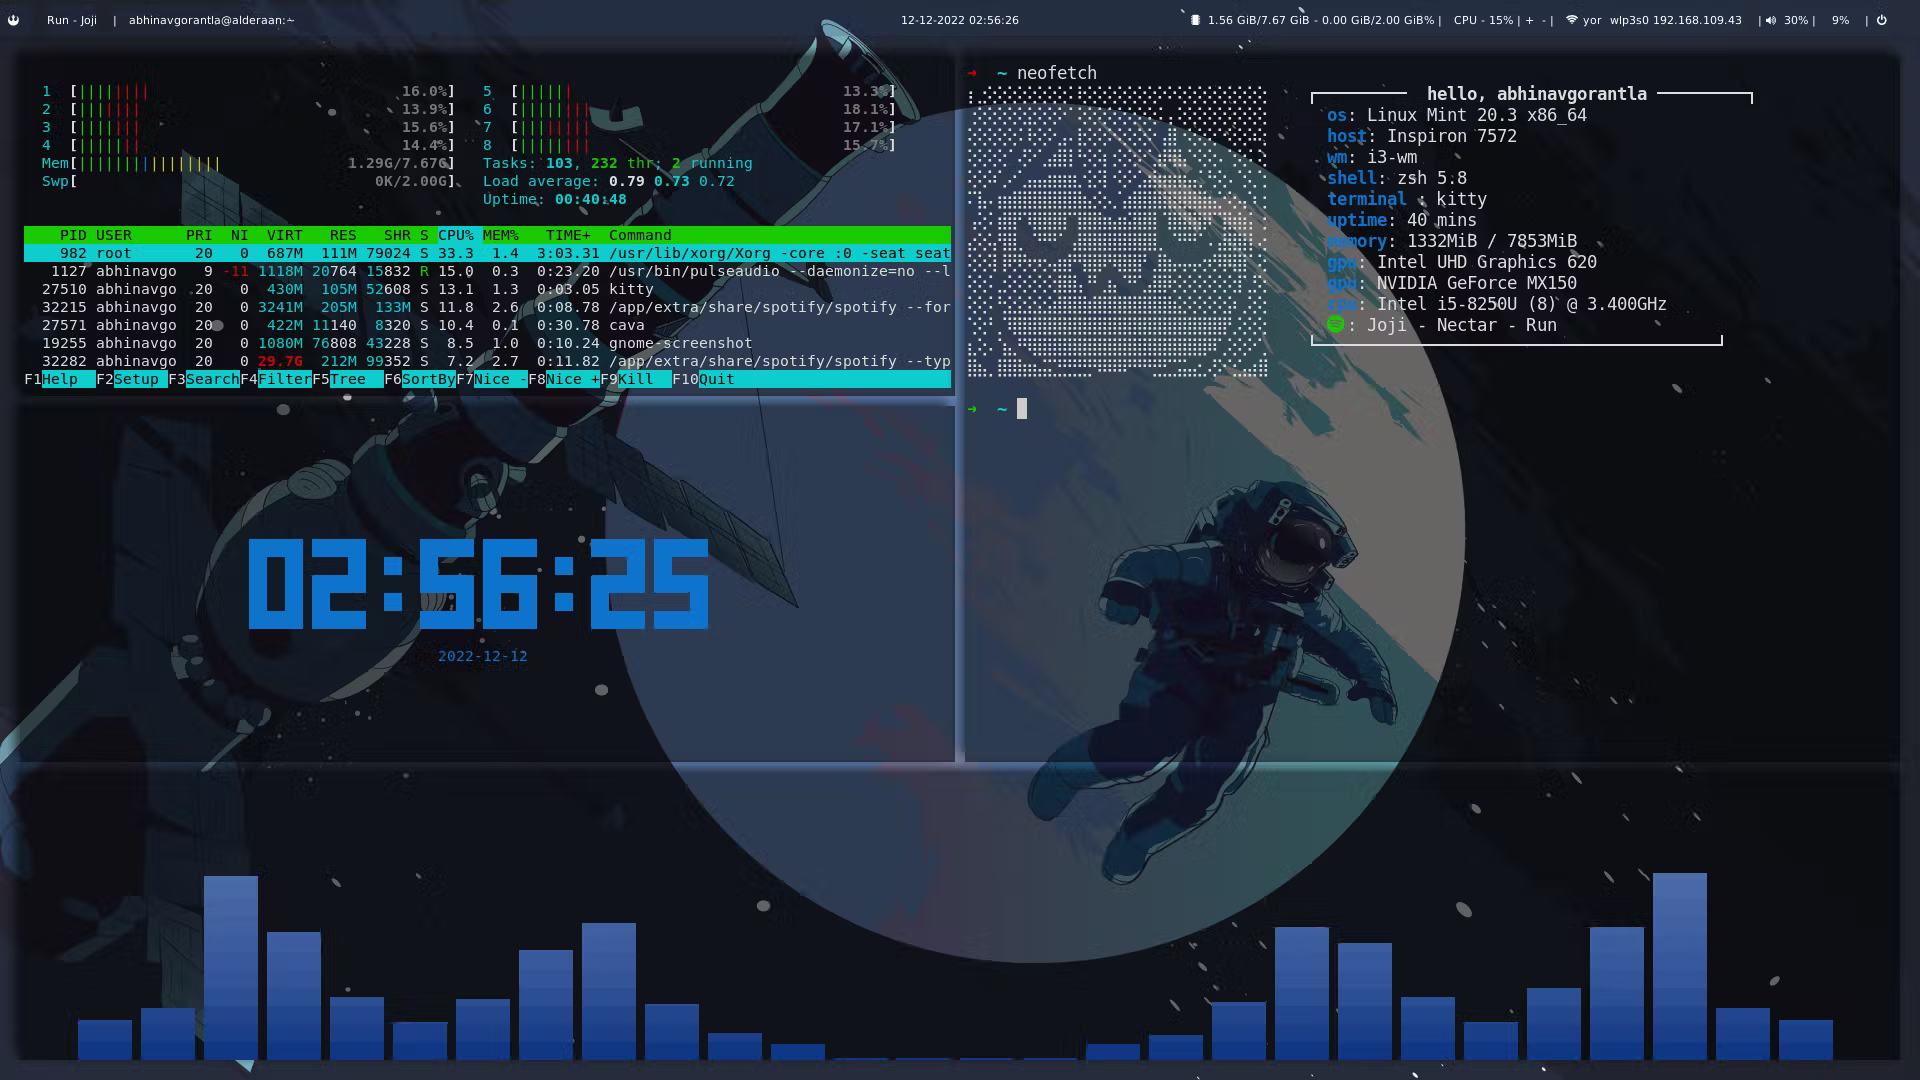 Run - Joji | abhinavgorantla@alderaan:~ 12-12-2022 02:56:26 1.56 GiB/7.67 GiB - 0.00 GiB/2.00 GiB% | CPU - 15% | + - | yor wlp3s0 192.168.109.43 | 30% | 9% |
1 [||||||||| 16.0%] 5 [|||||| 13.3%]
2 [||||||| 13.9%] 6 [|||||||| 18.1%]
3 [||||||| 15.6%] 7 [|||||||| 17.1%]
4 [||||||| 14.4%] 8 [|||||||| 15.7%]
Mem[|||||||||||||||| 1.29G/7.67G] Tasks: 103, 232 thr; 2 running
Swp[ 0K/2.00G] Load average: 0.79 0.73 0.72
Uptime: 00:40:48
PID USER PRI NI VIRT RES SHR S CPU% MEM% TIME+ Command
982 root 20 0 687M 111M 79024 S 33.3 1.4 3:03.31 /usr/lib/xorg/Xorg -core :0 -seat seat
1127 abhinavgo 9 -11 1118M 20764 15832 R 15.0 0.3 0:23.20 /usr/bin/pulseaudio --daemonize=no --l
27510 abhinavgo 20 0 430M 105M 52608 S 13.1 1.3 0:03.05 kitty
32215 abhinavgo 20 0 3241M 205M 133M S 11.8 2.6 0:08.78 /app/extra/share/spotify/spotify --for
27571 abhinavgo 20 0 422M 11140 8320 S 10.4 0.1 0:30.78 cava
19255 abhinavgo 20 0 1080M 76808 43228 S 8.5 1.0 0:10.24 gnome-screenshot
32282 abhinavgo 20 0 29.7G 212M 99352 S 7.2 2.7 0:11.82 /app/extra/share/spotify/spotify --typ
F1Help F2Setup F3SearchF4FilterF5Tree F6SortByF7Nice -F8Nice +F9Kill F10Quit
➜ ~ neofetch
hello, abhinavgorantla
os: Linux Mint 20.3 x86_64
host: Inspiron 7572
wm: i3-wm
shell: zsh 5.8
terminal : kitty
uptime: 40 mins
memory: 1332MiB / 7853MiB
gpu: Intel UHD Graphics 620
gpu: NVIDIA GeForce MX150
cpu: Intel i5-8250U (8) @ 3.400GHz
: Joji - Nectar - Run
➜ ~
02:56:25
2022-12-12